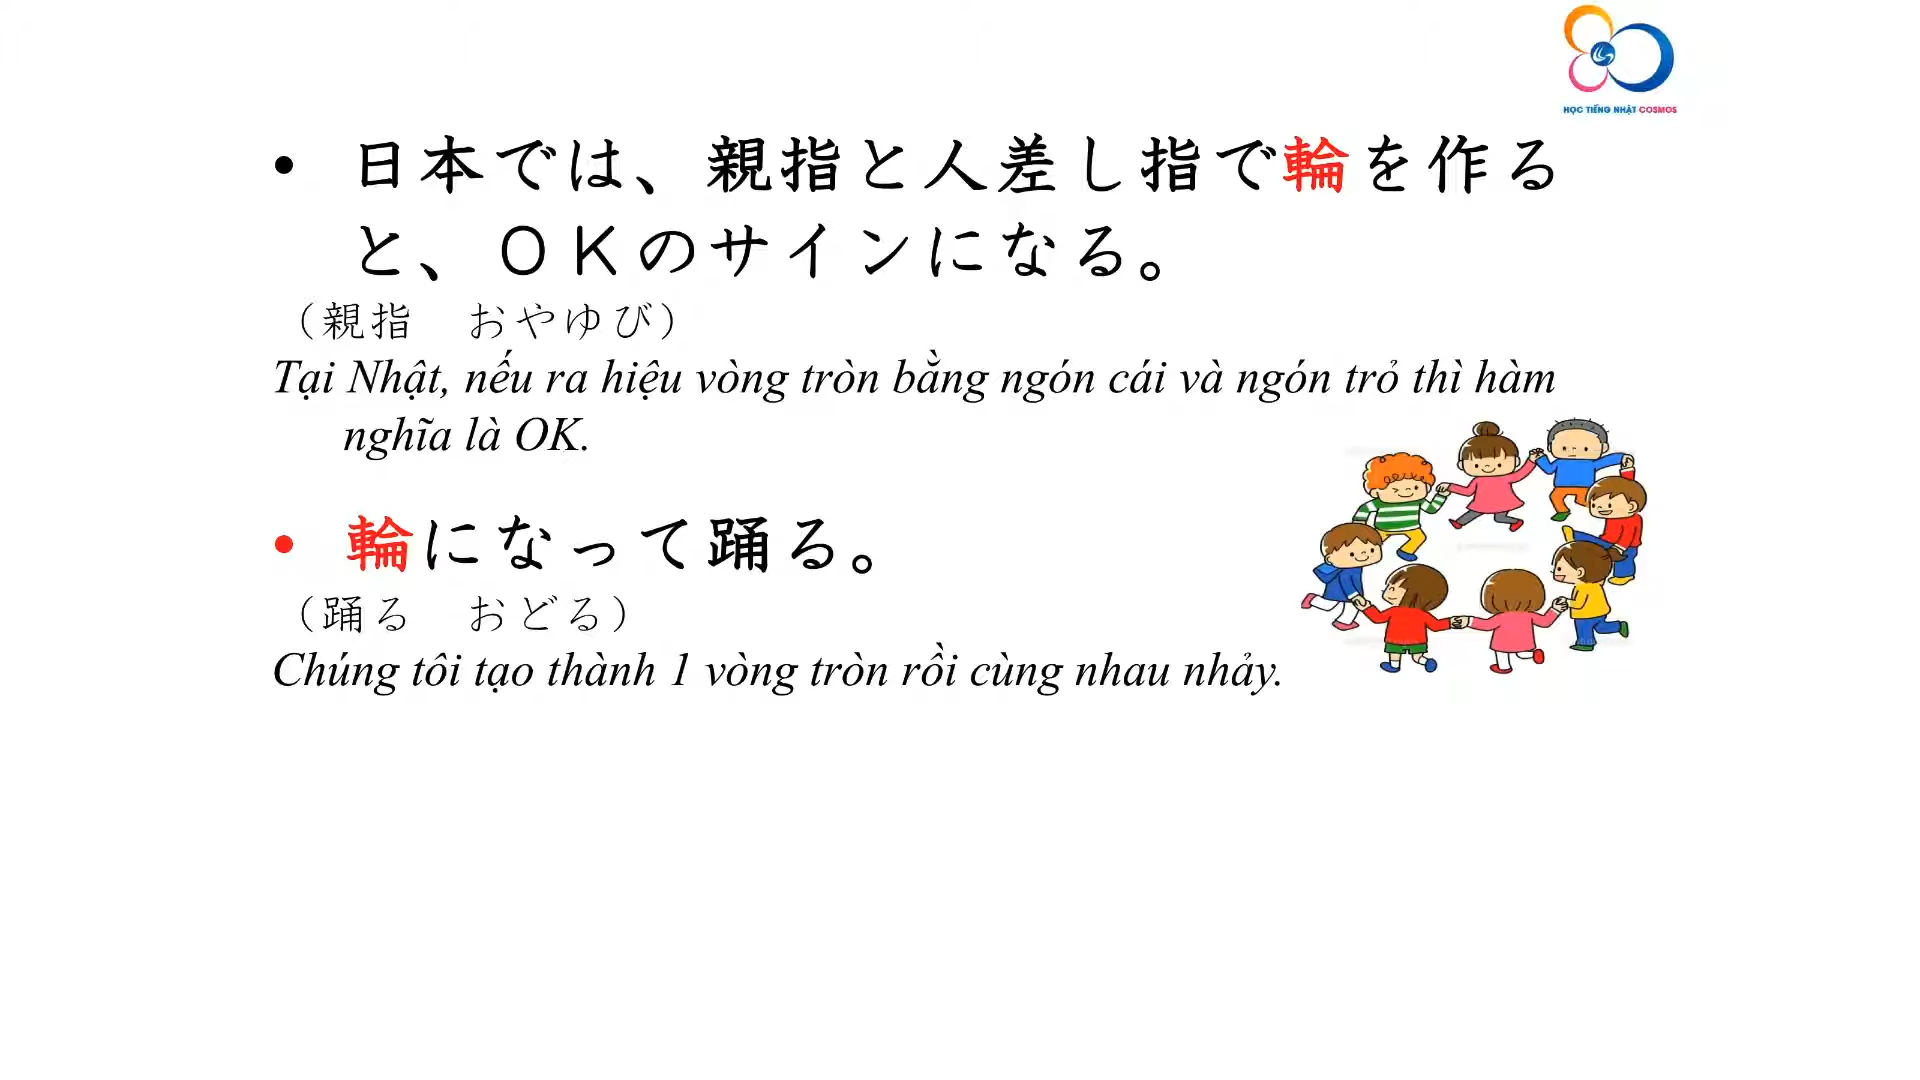 HỌC TIẾNG NHẬT COSMOS
• 日本では、親指と人差し指で輪を作る
と、ＯＫのサインになる。
（親指　おやゆび）
Tại Nhật, nếu ra hiệu vòng tròn bằng ngón cái và ngón trỏ thì hàm
nghĩa là OK.
• 輪になって踊る。
（踊る　おどる）
Chúng tôi tạo thành 1 vòng tròn rồi cùng nhau nhảy.